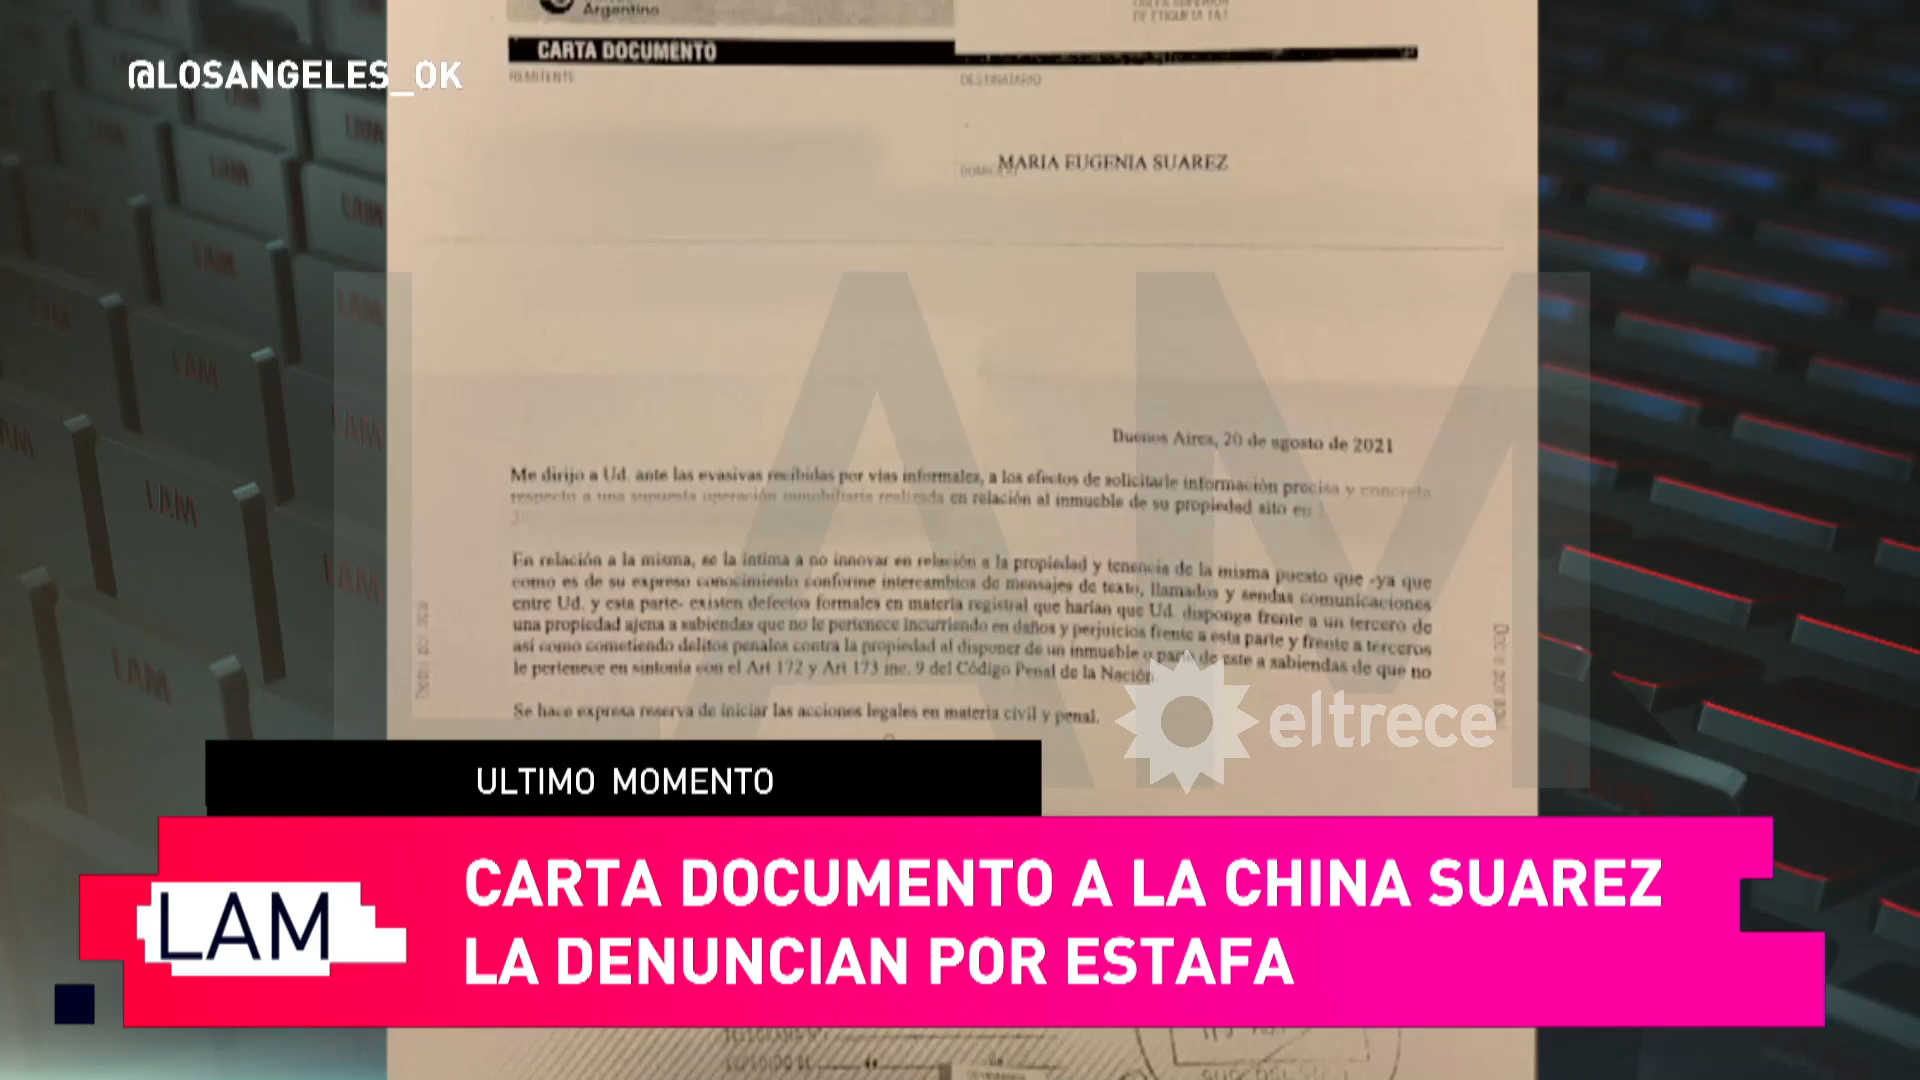 @LOSANGELES_OK
Argentino
CARTA DOCUMENTO
REMITENTE
DESTINATARIO
MARIA EUGENIA SUAREZ
Buenos Aires, 20 de agosto de 2021
Me dirijo a Ud. ante las evasivas recibidas por vías informales, a los efectos de solicitarle información precisa y concreta
respecto a una supuesta operación inmobiliaria realizada en relación al inmueble de su propiedad sito en
En relación a la misma, se la íntima a no innovar en relación a la propiedad y tenencia de la misma puesto que -ya que
como es de su expreso conocimiento conforme intercambios de mensajes de texto, llamados y sendas comunicaciones
entre Ud. y esta parte- existen defectos formales en materia registral que harían que Ud. disponga frente a un tercero de
una propiedad ajena a sabiendas que no le pertenece incurriendo en daños y perjuicios frente a esta parte y frente a terceros
así como cometiendo delitos penales contra la propiedad al disponer de un inmueble o parte de este a sabiendas de que no
le pertenece en sintonía con el Art 172 y Art 173 inc. 9 del Código Penal de la Nación.
Se hace expresa reserva de iniciar las acciones legales en materia civil y penal.
eltrece
ULTIMO MOMENTO
LAM
CARTA DOCUMENTO A LA CHINA SUAREZ
LA DENUNCIAN POR ESTAFA